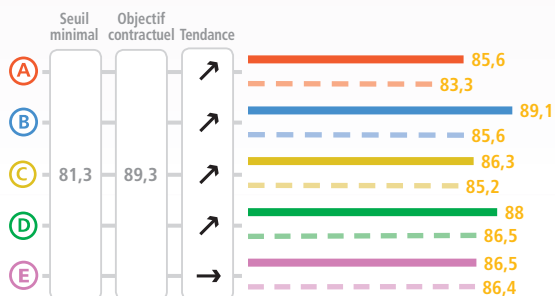 Seuil minimal
Objectif contractuel
Tendance
A
85,6
83,3
B
89,1
85,6
81,3
89,3
C
86,3
85,2
D
88
86,5
E
86,5
86,4